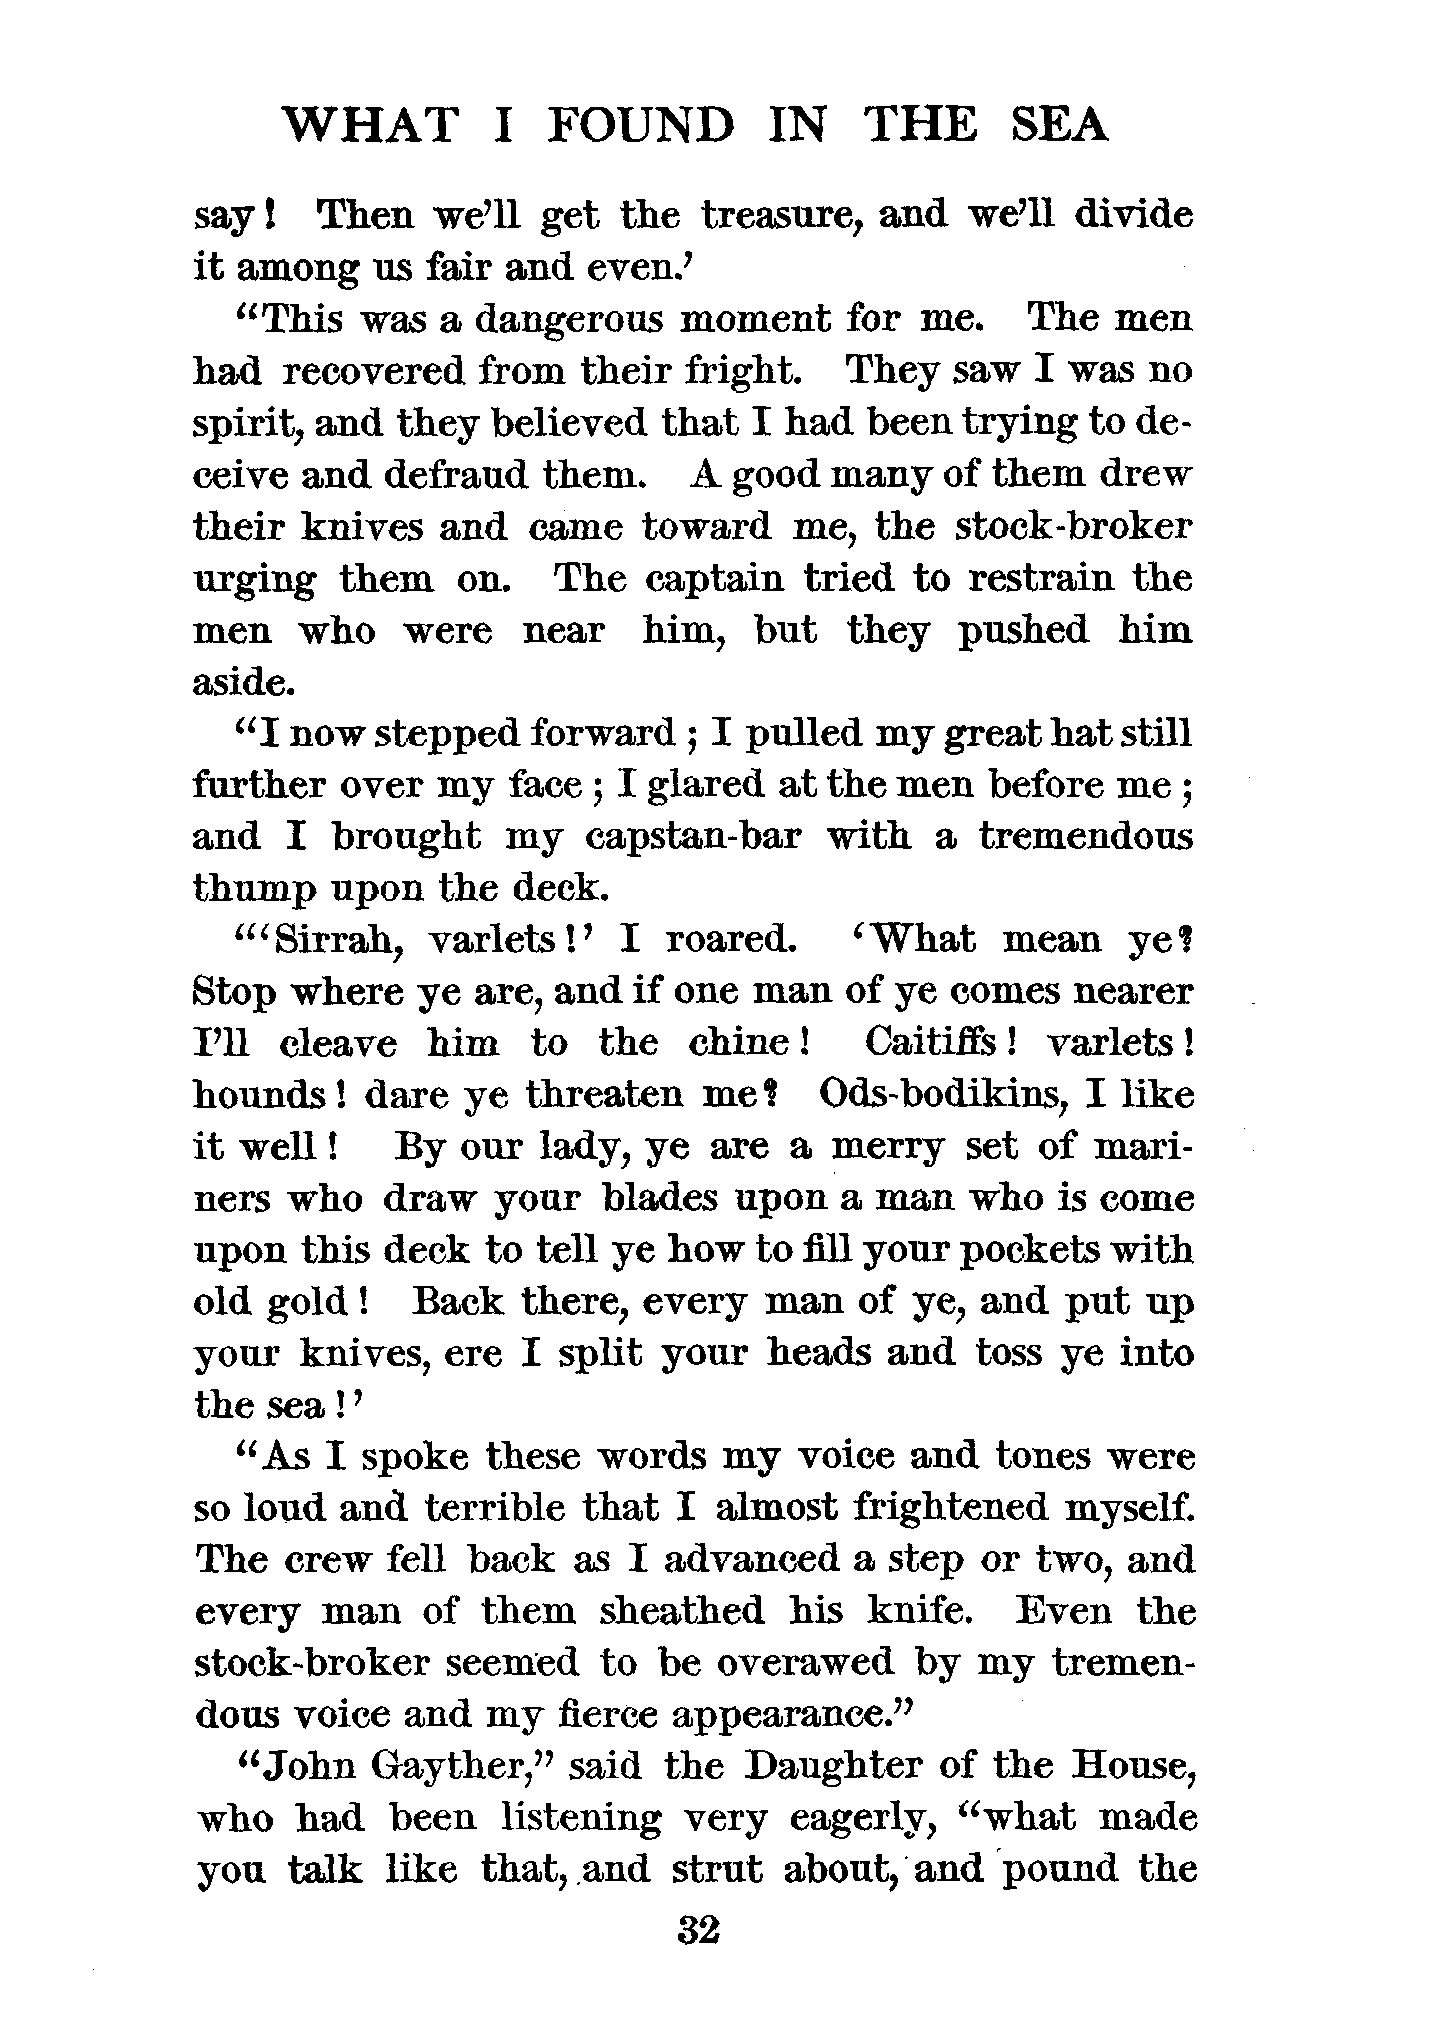 WHAT I FOUND IN THE SEA
say! Then we'll get the treasure, and we'll divide
it among us fair and even.'
"This was a dangerous moment for me. The men
had recovered from their fright. They saw I was no
spirit, and they believed that I had been trying to de-
ceive and defraud them. A good many of them drew
their knives and came toward me, the stock-broker
urging them on. The captain tried to restrain the
men who were near him, but they pushed him
aside.
"I now stepped forward; I pulled my great hat still
further over my face; I glared at the men before me;
and I brought my capstan-bar with a tremendous
thump upon the deck.
"'Sirrah, varlets!' I roared. 'What mean ye?
Stop where ye are, and if one man of ye comes nearer
I'll cleave him to the chine! Caitiffs! varlets!
hounds! dare ye threaten me? Ods-bodikins, I like
it well! By our lady, ye are a merry set of mari-
ners who draw your blades upon a man who is come
upon this deck to tell ye how to fill your pockets with
old gold! Back there, every man of ye, and put up
your knives, ere I split your heads and toss ye into
the sea!'
"As I spoke these words my voice and tones were
so loud and terrible that I almost frightened myself.
The crew fell back as I advanced a step or two, and
every man of them sheathed his knife. Even the
stock-broker seemed to be overawed by my tremen-
dous voice and my fierce appearance."
"John Gayther," said the Daughter of the House,
who had been listening very eagerly, "what made
you talk like that, and strut about, and pound the
32